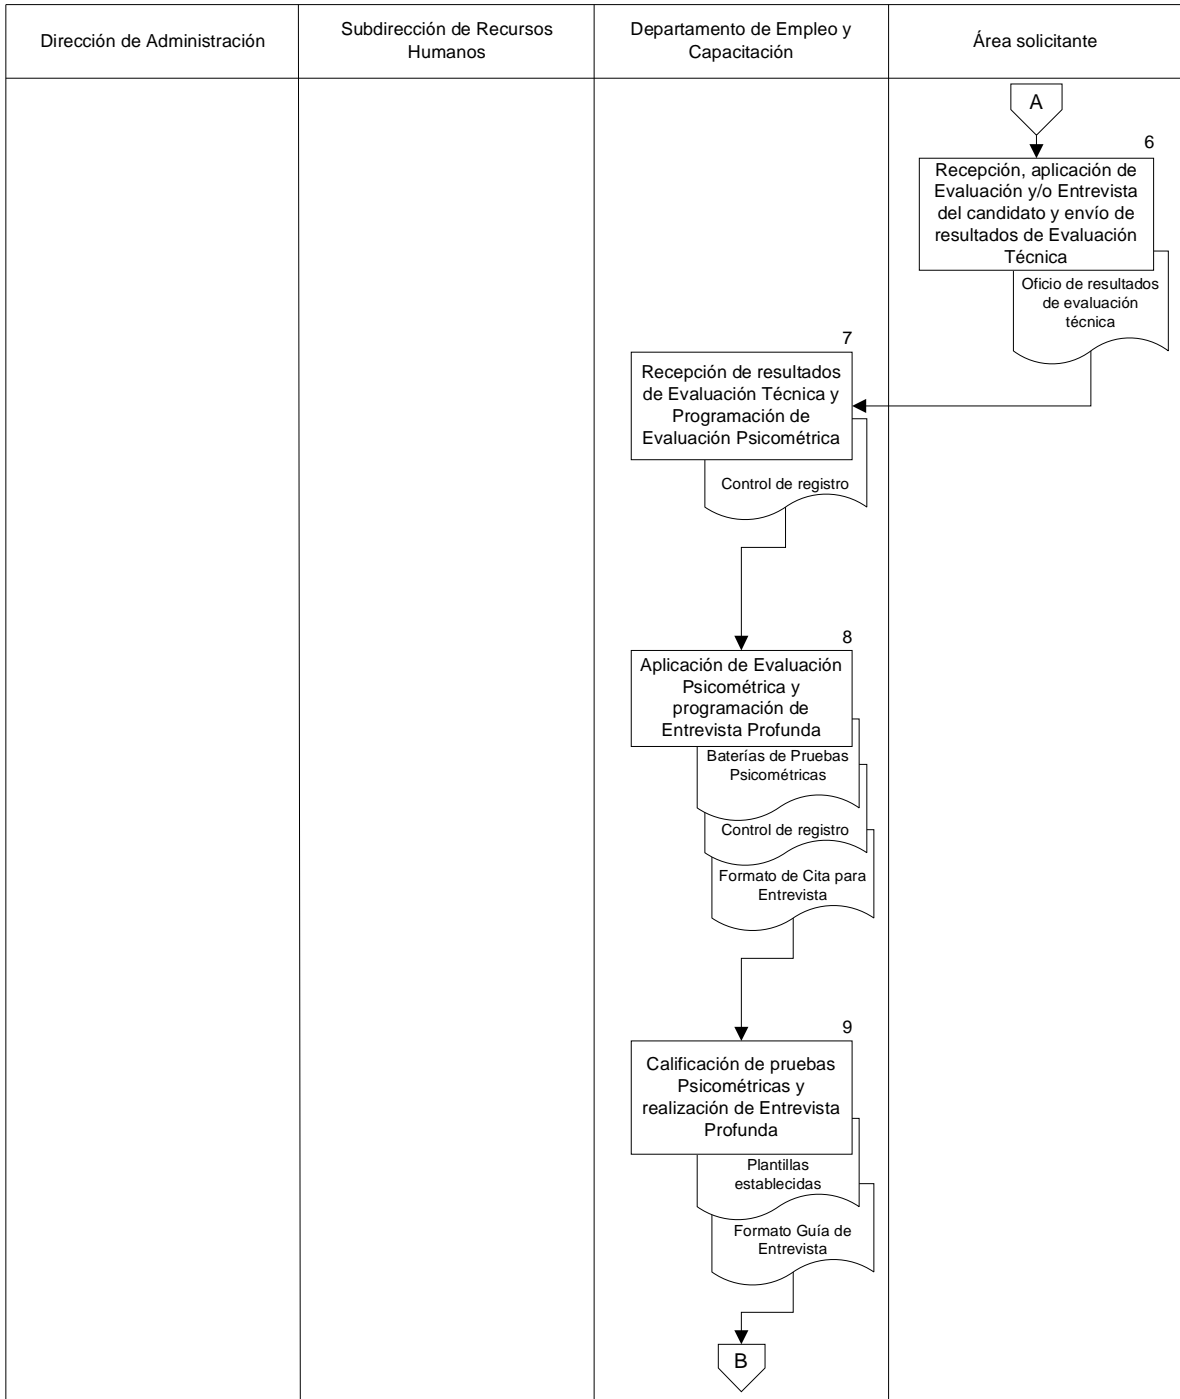 Dirección de Administración
Subdirección de Recursos
Humanos
Departamento de Empleo y
Capacitación
Área solicitante
A
6
Recepción, aplicación de
Evaluación y/o Entrevista
del candidato y envío de
resultados de Evaluación
Técnica
Oficio de resultados
de evaluación
técnica
7
Recepción de resultados
de Evaluación Técnica y
Programación de
Evaluación Psicométrica
Control de registro
8
Aplicación de Evaluación
Psicométrica y
programación de
Entrevista Profunda
Baterías de Pruebas
Psicométricas
Control de registro
Formato de Cita para
Entrevista
9
Calificación de pruebas
Psicométricas y
realización de Entrevista
Profunda
Plantillas
establecidas
Formato Guía de
Entrevista
B